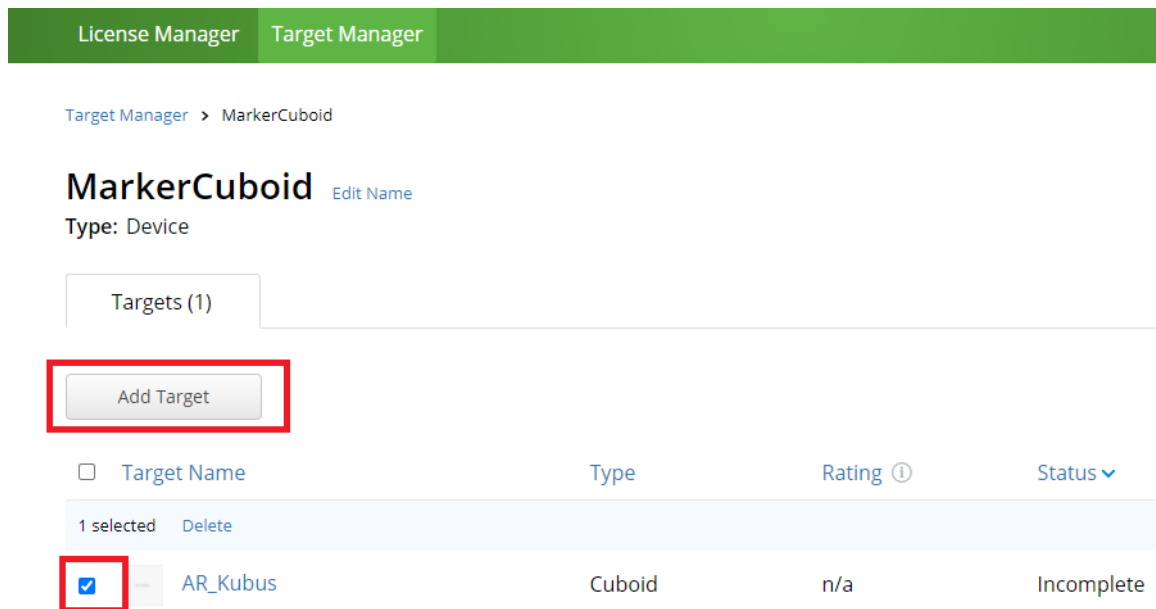 License Manager Target Manager
Target Manager > MarkerCuboid
MarkerCuboid Edit Name
Type: Device
Targets (1)
Add Target
Target Name Type Rating Status
1 selected Delete
AR_Kubus Cuboid n/a Incomplete